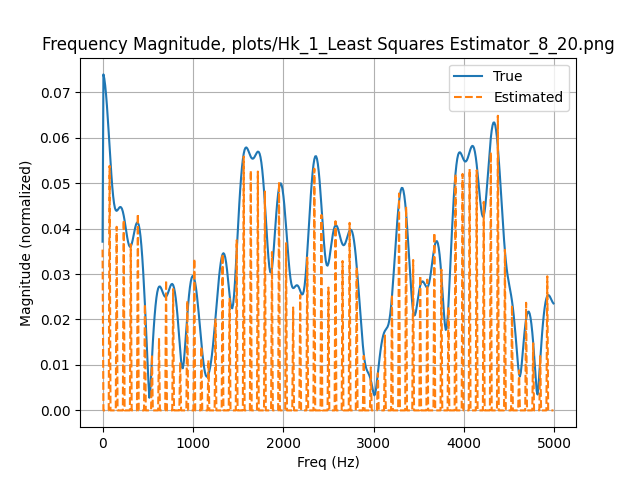 Frequency Magnitude, plots/Hk_1_Least Squares Estimator_8_20.png
True
Estimated
Magnitude (normalized)
0.07
0.06
0.05
0.04
0.03
0.02
0.01
0.00
0 1000 2000 3000 4000 5000
Freq (Hz)